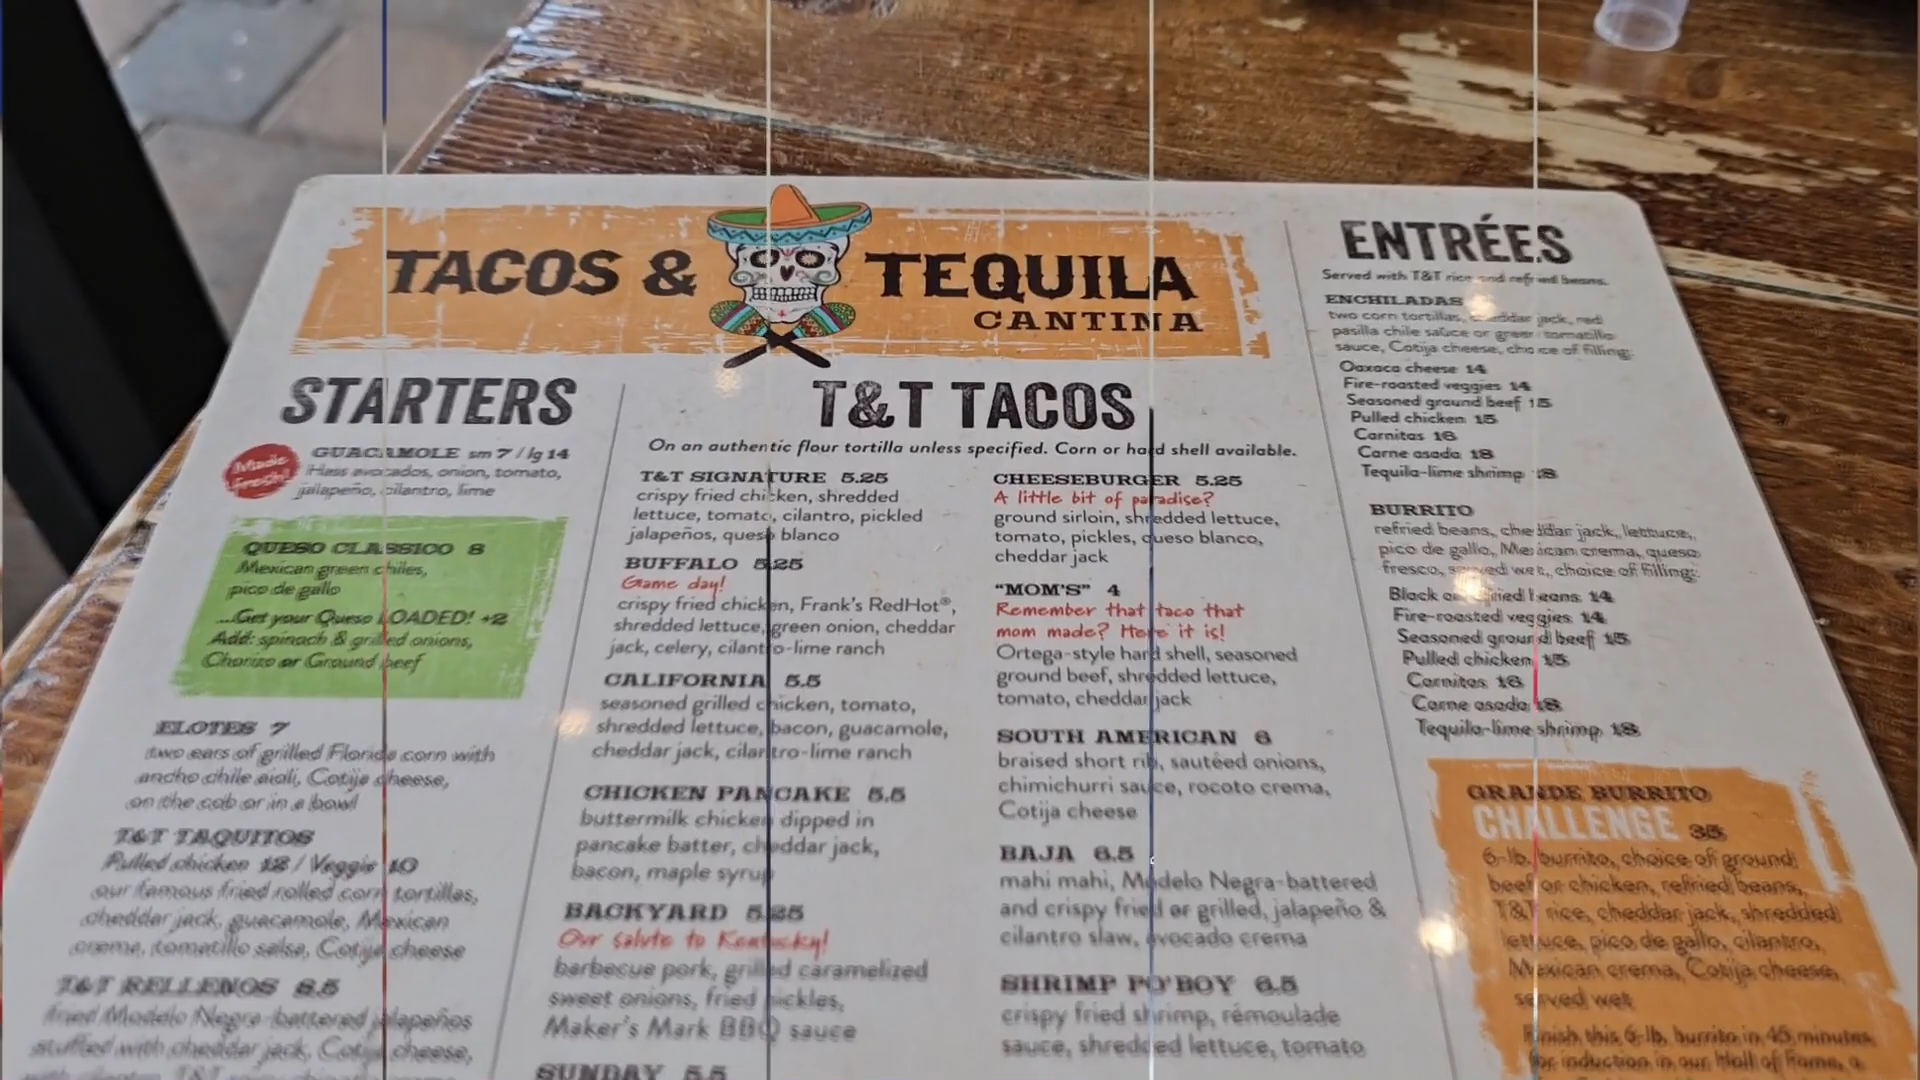 TACOS & TEQUILA
CANTINA
STARTERS
Made
Fresh!
GUACAMOLE sm 7 / lg 14
Hass avocados, onion, tomato,
jalapeño, cilantro, lime
QUESO CLASSICO 8
Mexican green chiles,
pico de gallo
...Get your Queso LOADED! +2
Add: spinach & grilled onions,
Chorizo or Ground beef
ELOTES 7
two ears of grilled Florida corn with
ancho chile aioli, Cotija cheese,
on the cob or in a bowl
T&T TAQUITOS
Pulled chicken 12 / Veggie 10
our famous fried rolled corn tortillas,
cheddar jack, guacamole, Mexican
crema, tomatillo salsa, Cotija cheese
T&T RELLENOS 8.5
fried Modelo Negra-battered jalapeños
stuffed with cheddar jack, Cotija cheese,
T&T TACOS
On an authentic flour tortilla unless specified. Corn or hard shell available.
T&T SIGNATURE 5.25
crispy fried chicken, shredded
lettuce, tomato, cilantro, pickled
jalapeños, queso blanco
BUFFALO 5.25
Game day!
crispy fried chicken, Frank's RedHot®,
shredded lettuce, green onion, cheddar
jack, celery, cilantro-lime ranch
CALIFORNIA 5.5
seasoned grilled chicken, tomato,
shredded lettuce, bacon, guacamole,
cheddar jack, cilantro-lime ranch
CHICKEN PANCAKE 5.5
buttermilk chicken dipped in
pancake batter, cheddar jack,
bacon, maple syrup
BACKYARD 5.25
Our salute to Kentucky!
barbecue pork, grilled caramelized
sweet onions, fried pickles,
Maker's Mark BBQ sauce
SUNDAY 5.5
CHEESEBURGER 5.25
A little bit of paradise?
ground sirloin, shredded lettuce,
tomato, pickles, queso blanco,
cheddar jack
"MOM'S" 4
Remember that taco that
mom made? Here it is!
Ortega-style hard shell, seasoned
ground beef, shredded lettuce,
tomato, cheddar jack
SOUTH AMERICAN 6
braised short rib, sautéed onions,
chimichurri sauce, rocoto crema,
Cotija cheese
BAJA 6.5
mahi mahi, Modelo Negra-battered
and crispy fried or grilled, jalapeño &
cilantro slaw, avocado crema
SHRIMP PO'BOY 6.5
crispy fried shrimp, rémoulade
sauce, shredded lettuce, tomato
ENTRÉES
Served with T&T rice and refried beans.
ENCHILADAS
two corn tortillas, cheddar jack, red
pasilla chile sauce or green tomatillo
sauce, Cotija cheese, choice of filling:
Oaxaca cheese 14
Fire-roasted veggies 14
Seasoned ground beef 15
Pulled chicken 15
Carnitas 16
Carne asada 18
Tequila-lime shrimp 18
BURRITO
refried beans, cheddar jack, lettuce,
pico de gallo, Mexican crema, queso
fresco, served wet, choice of filling:
Black or refried beans 14
Fire-roasted veggies 14
Seasoned ground beef 15
Pulled chicken 15
Carnitas 16
Carne asada 18
Tequila-lime shrimp 18
GRANDE BURRITO
CHALLENGE 35
6-lb. burrito, choice of ground
beef or chicken, refried beans,
T&T rice, cheddar jack, shredded
lettuce, pico de gallo, cilantro,
Mexican crema, Cotija cheese,
served wet
Finish this 6-lb. burrito in 45 minutes
for induction in our Hall of Fame, a